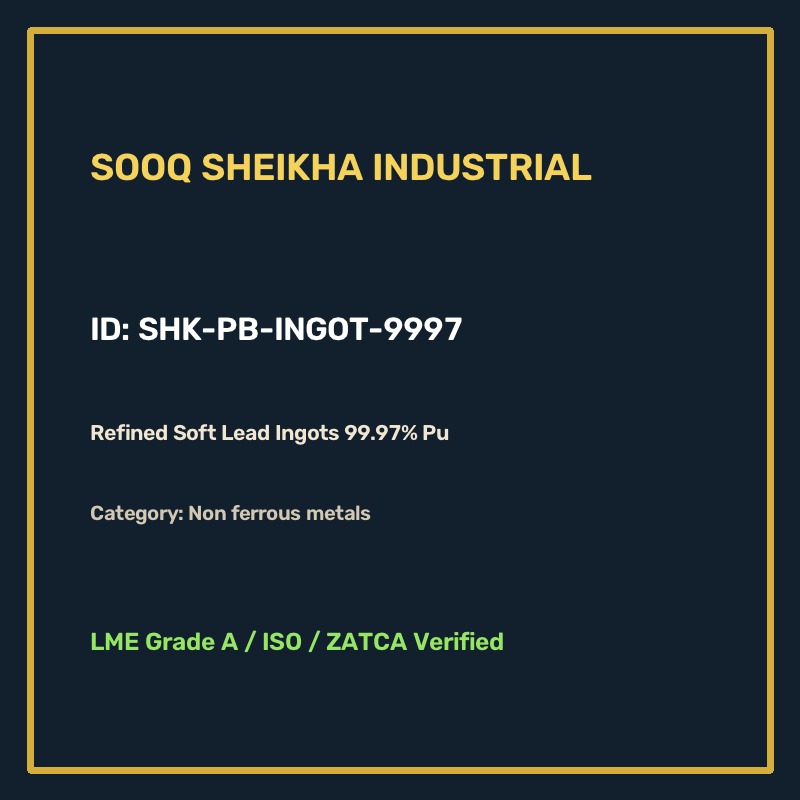 SOOQ SHEIKHA INDUSTRIAL
ID: SHK-PB-INGOT-9997
Refined Soft Lead Ingots 99.97% Pu
Category: Non ferrous metals
LME Grade A / ISO / ZATCA Verified